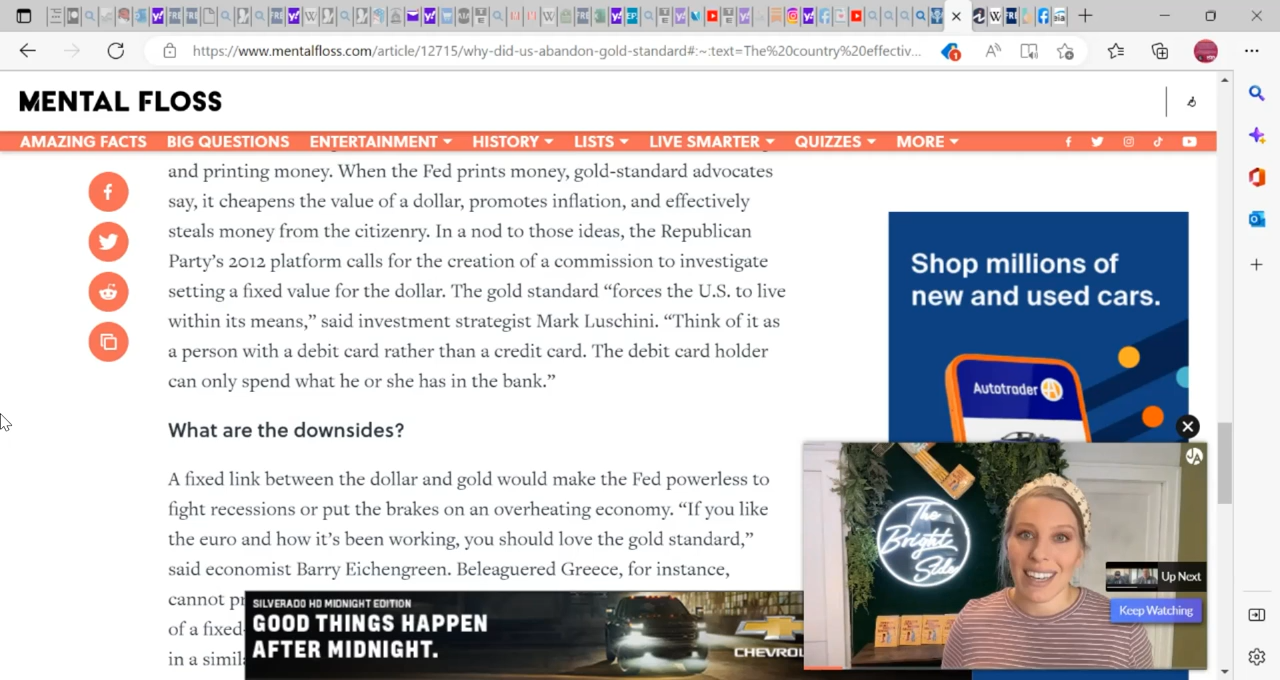 https://www.mentalfloss.com/article/12715/why-did-us-abandon-gold-standard#:~:text=The%20country%20effectiv...
1
MENTAL FLOSS
AMAZING FACTS BIG QUESTIONS ENTERTAINMENT HISTORY LISTS LIVE SMARTER QUIZZES MORE
and printing money. When the Fed prints money, gold-standard advocates
say, it cheapens the value of a dollar, promotes inflation, and effectively
steals money from the citizenry. In a nod to those ideas, the Republican
Party’s 2012 platform calls for the creation of a commission to investigate
setting a fixed value for the dollar. The gold standard “forces the U.S. to live
within its means,” said investment strategist Mark Luschini. “Think of it as
a person with a debit card rather than a credit card. The debit card holder
can only spend what he or she has in the bank.”
What are the downsides?
A fixed link between the dollar and gold would make the Fed powerless to
fight recessions or put the brakes on an overheating economy. “If you like
the euro and how it’s been working, you should love the gold standard,”
said economist Barry Eichengreen. Beleaguered Greece, for instance,
cannot pr
of a fixed-
in a simila
Shop millions of
new and used cars.
Autotrader
The
Bright
Side
JA
Up Next
Keep Watching
SILVERADO HD MIDNIGHT EDITION
GOOD THINGS HAPPEN
AFTER MIDNIGHT.
CHEVROL